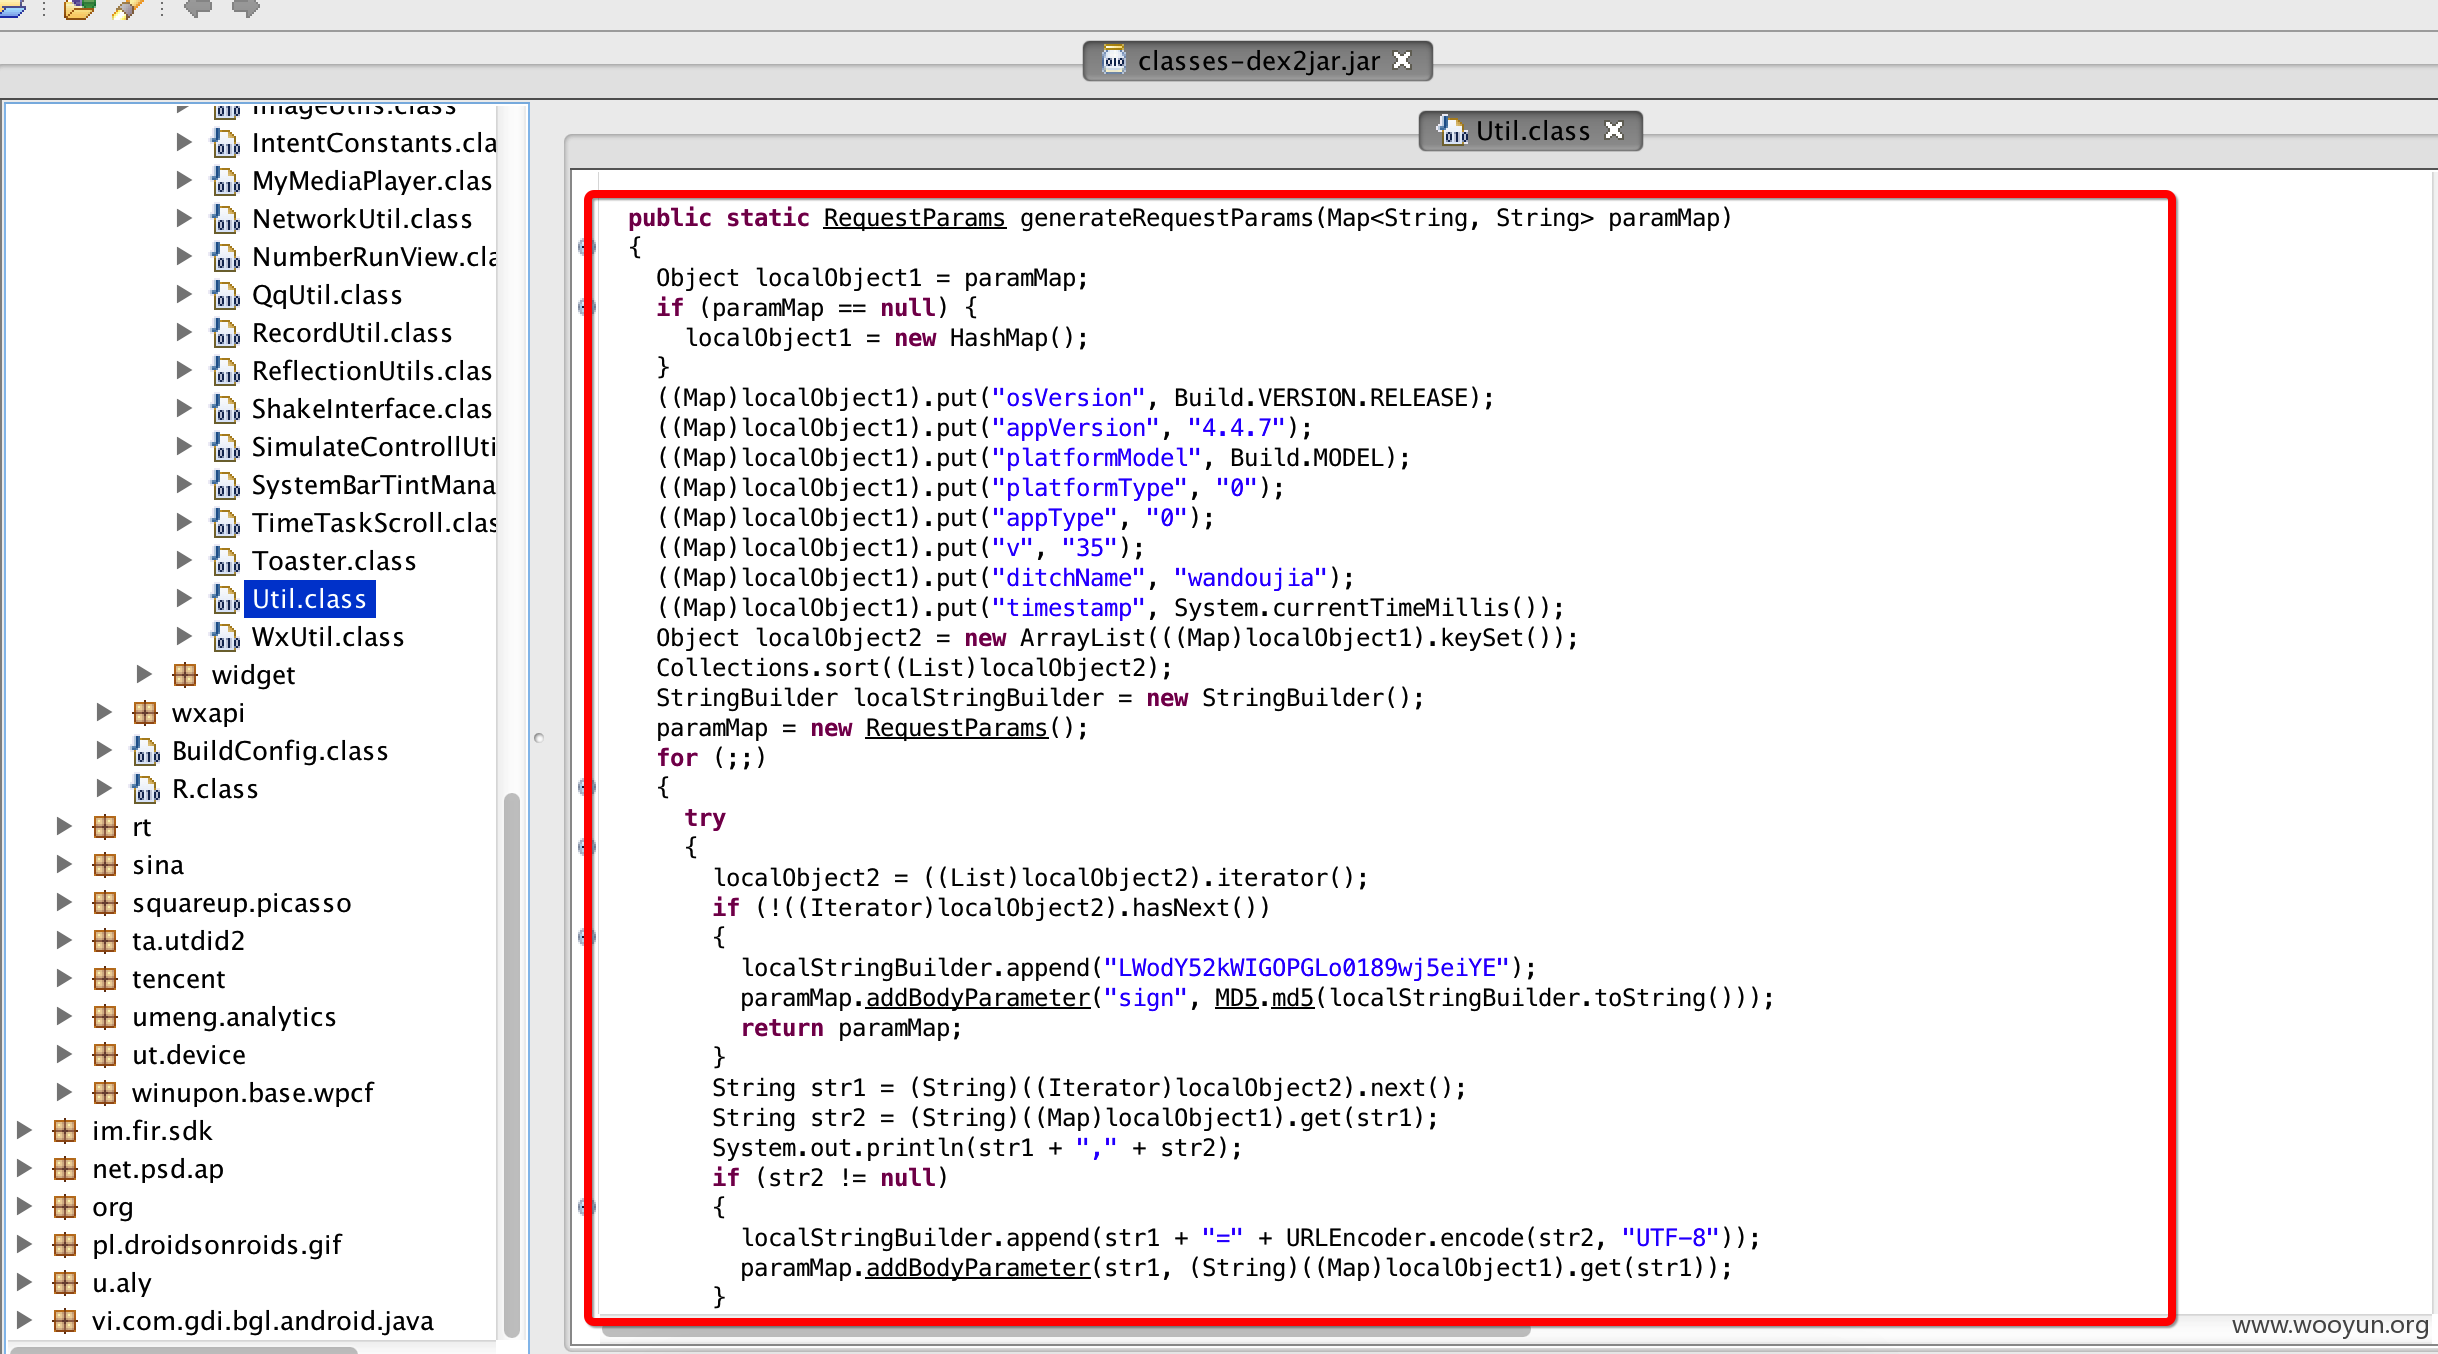 classes-dex2jar.jar
Util.class
ImageUtils.class
IntentConstants.cla
MyMediaPlayer.clas
NetworkUtil.class
NumberRunView.cla
QqUtil.class
RecordUtil.class
ReflectionUtils.clas
ShakeInterface.clas
SimulateControllUti
SystemBarTintMana
TimeTaskScroll.clas
Toaster.class
Util.class
WxUtil.class
widget
wxapi
BuildConfig.class
R.class
rt
sina
squareup.picasso
ta.utdid2
tencent
umeng.analytics
ut.device
winupon.base.wpcf
im.fir.sdk
net.psd.ap
org
pl.droidsonroids.gif
u.aly
vi.com.gdi.bgl.android.java
public static RequestParams generateRequestParams(Map<String, String> paramMap)
{
Object localObject1 = paramMap;
if (paramMap == null) {
localObject1 = new HashMap();
}
((Map)localObject1).put("osVersion", Build.VERSION.RELEASE);
((Map)localObject1).put("appVersion", "4.4.7");
((Map)localObject1).put("platformModel", Build.MODEL);
((Map)localObject1).put("platformType", "0");
((Map)localObject1).put("appType", "0");
((Map)localObject1).put("v", "35");
((Map)localObject1).put("ditchName", "wandoujia");
((Map)localObject1).put("timestamp", System.currentTimeMillis());
Object localObject2 = new ArrayList(((Map)localObject1).keySet());
Collections.sort((List)localObject2);
StringBuilder localStringBuilder = new StringBuilder();
paramMap = new RequestParams();
for (;;)
{
try
{
localObject2 = ((List)localObject2).iterator();
if (!((Iterator)localObject2).hasNext())
{
localStringBuilder.append("LWodY52kWIGOPGLo0189wj5eiYE");
paramMap.addBodyParameter("sign", MD5.md5(localStringBuilder.toString()));
return paramMap;
}
String str1 = (String)((Iterator)localObject2).next();
String str2 = (String)((Map)localObject1).get(str1);
System.out.println(str1 + "," + str2);
if (str2 != null)
{
localStringBuilder.append(str1 + "=" + URLEncoder.encode(str2, "UTF-8"));
paramMap.addBodyParameter(str1, (String)((Map)localObject1).get(str1));
}
www.wooyun.org